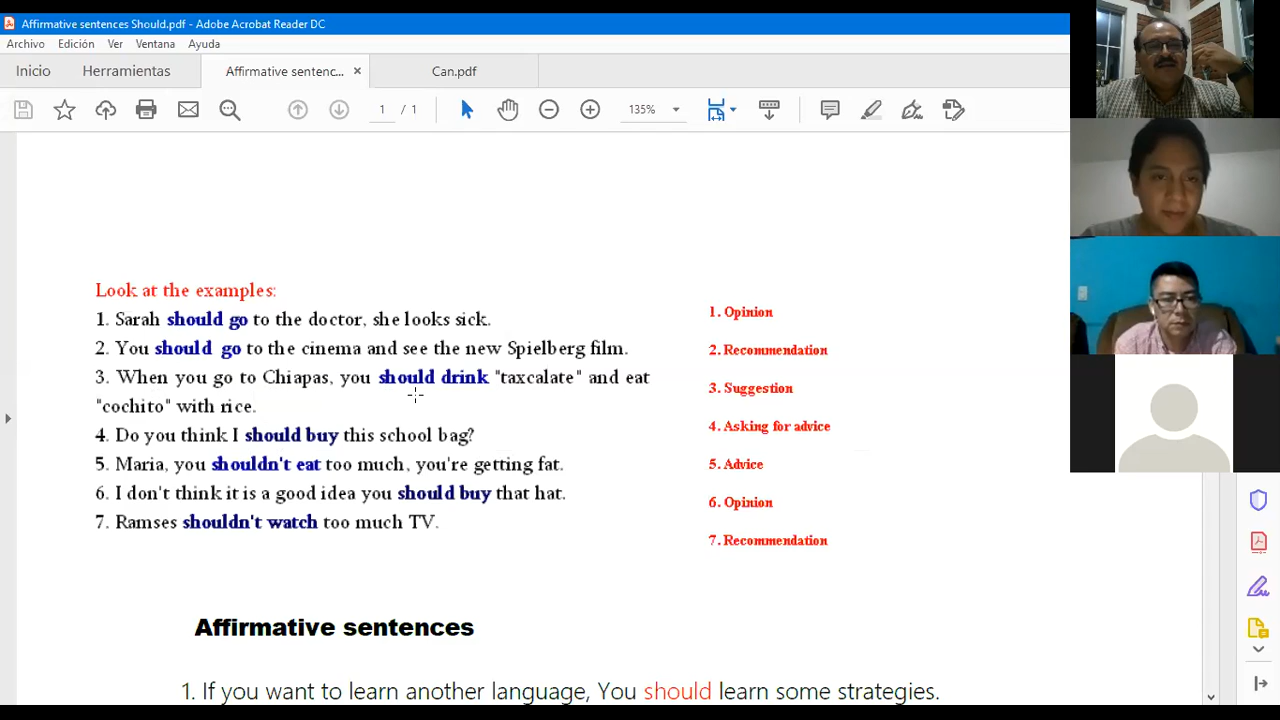 Affirmative sentences Should.pdf - Adobe Acrobat Reader DC
Archivo Edición Ver Ventana Ayuda
Inicio Herramientas Affirmative sentenc... × Can.pdf
1 / 1 135%
Look at the examples:
1. Sarah should go to the doctor, she looks sick.
2. You should go to the cinema and see the new Spielberg film.
3. When you go to Chiapas, you should drink "taxcalate" and eat
"cochito" with rice.
4. Do you think I should buy this school bag?
5. Maria, you shouldn't eat too much, you're getting fat.
6. I don't think it is a good idea you should buy that hat.
7. Ramses shouldn't watch too much TV.
1. Opinion
2. Recommendation
3. Suggestion
4. Asking for advice
5. Advice
6. Opinion
7. Recommendation
Affirmative sentences
1. If you want to learn another language, You should learn some strategies.